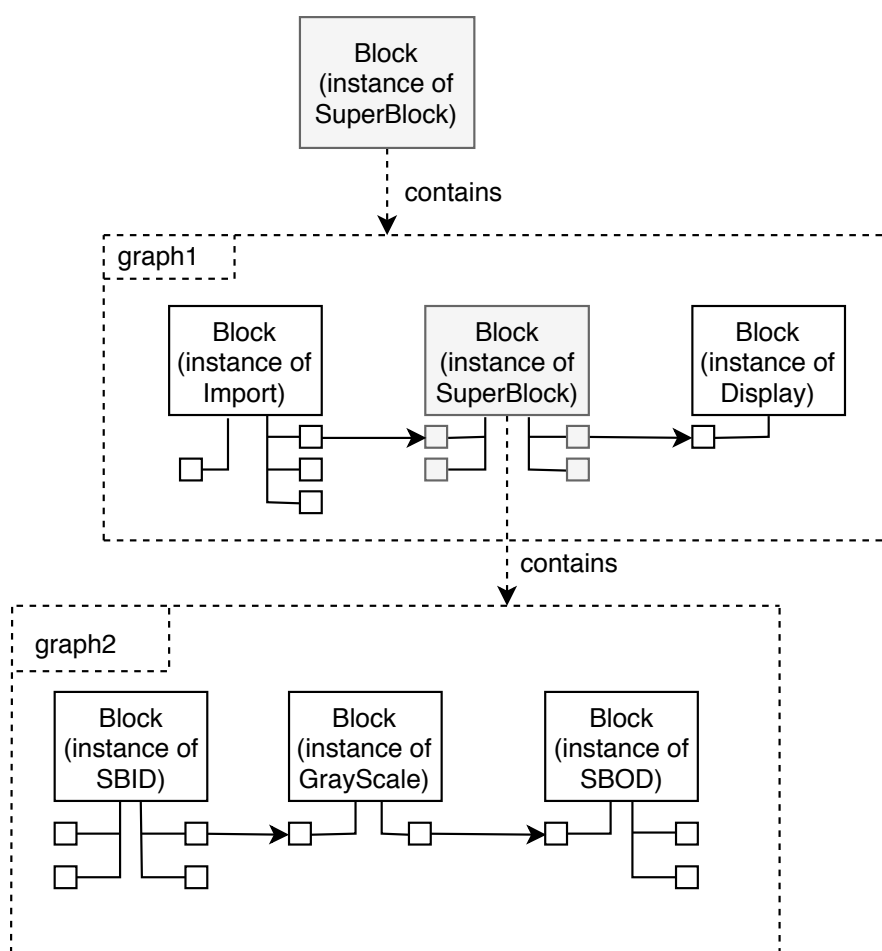 Block
(instance of
SuperBlock)
contains
graph1
Block
(instance of
Import)
Block
(instance of
SuperBlock)
Block
(instance of
Display)
contains
graph2
Block
(instance of
SBID)
Block
(instance of
GrayScale)
Block
(instance of
SBOD)